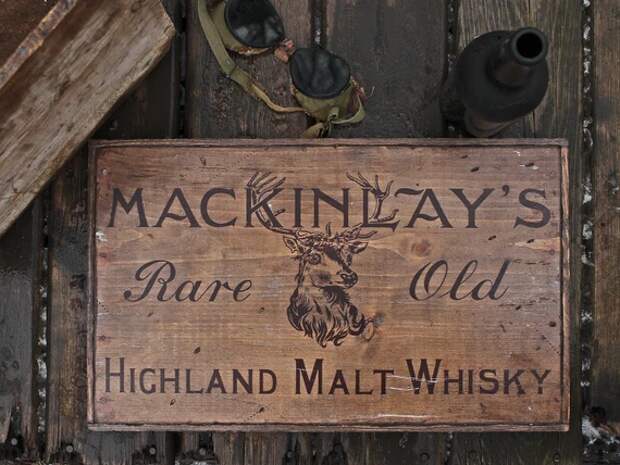 MACKINLAY'S
Rare Old
HIGHLAND MALT WHISKY